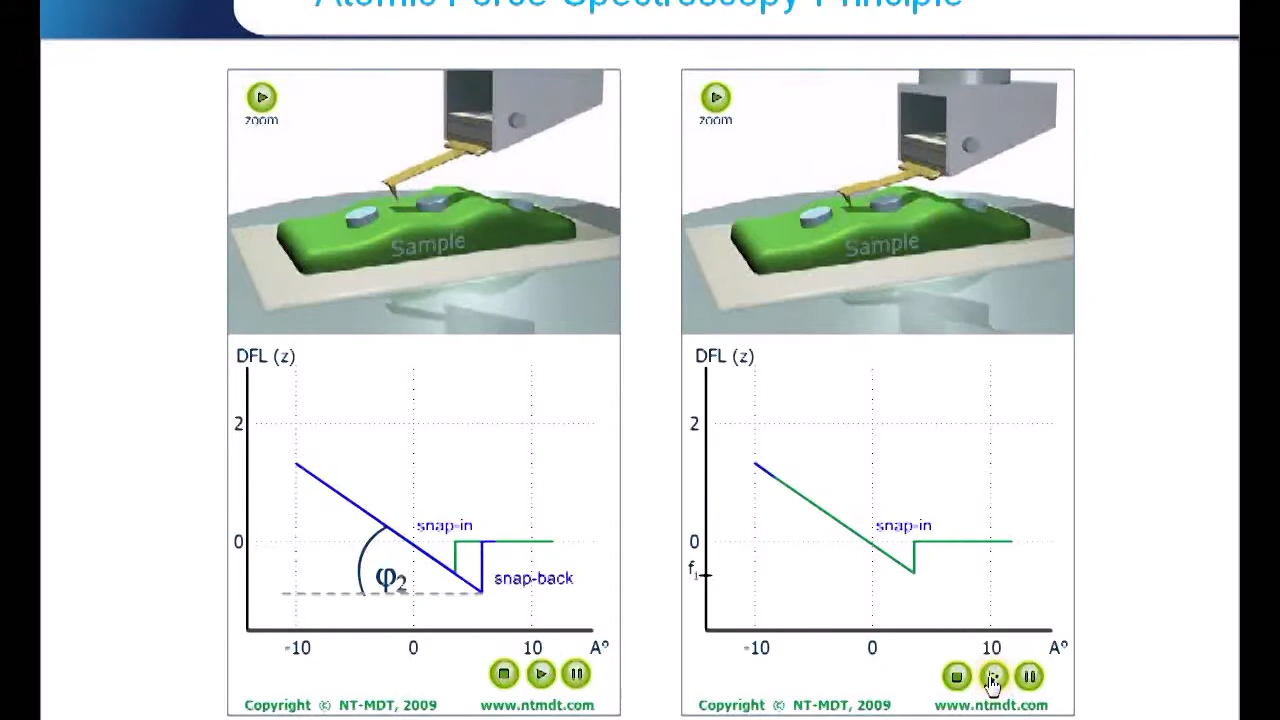 Atomic Force Spectroscopy Principle
zoom
Sample
DFL (z)
2
0
snap-in
snap-back
φ2
-10 0 10 Aº
Copyright © NT-MDT, 2009 www.ntmdt.com
zoom
Sample
DFL (z)
2
0
f1
snap-in
-10 0 10 Aº
Copyright © NT-MDT, 2009 www.ntmdt.com